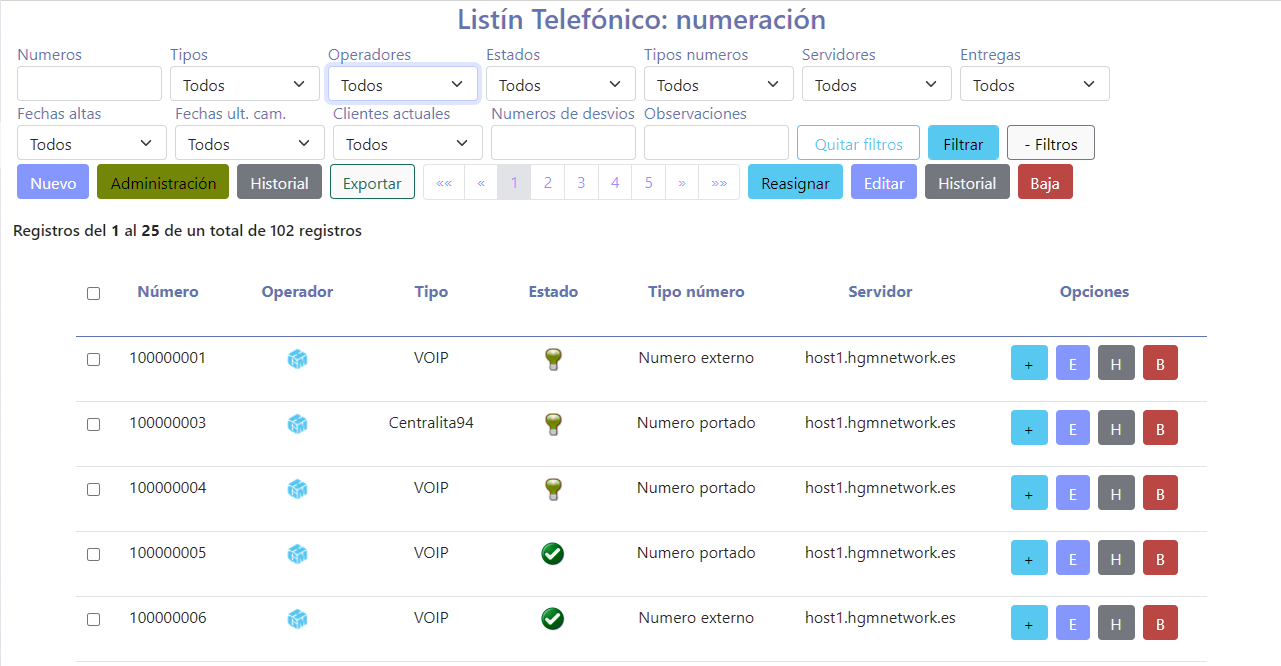 Listín Telefónico: numeración
Numeros Tipos Operadores Estados Tipos numeros Servidores Entregas
Todos Todos Todos Todos Todos Todos
Fechas altas Fechas ult. cam. Clientes actuales Numeros de desvios Observaciones
Todos Todos Todos Quitar filtros Filtrar - Filtros
Nuevo Administración Historial Exportar «« « 1 2 3 4 5 » »» Reasignar Editar Historial Baja
Registros del 1 al 25 de un total de 102 registros
Número Operador Tipo Estado Tipo número Servidor Opciones
100000001 VOIP Numero externo host1.hgmnetwork.es + E H B
100000003 Centralita94 Numero portado host1.hgmnetwork.es + E H B
100000004 VOIP Numero portado host1.hgmnetwork.es + E H B
100000005 VOIP Numero portado host1.hgmnetwork.es + E H B
100000006 VOIP Numero externo host1.hgmnetwork.es + E H B